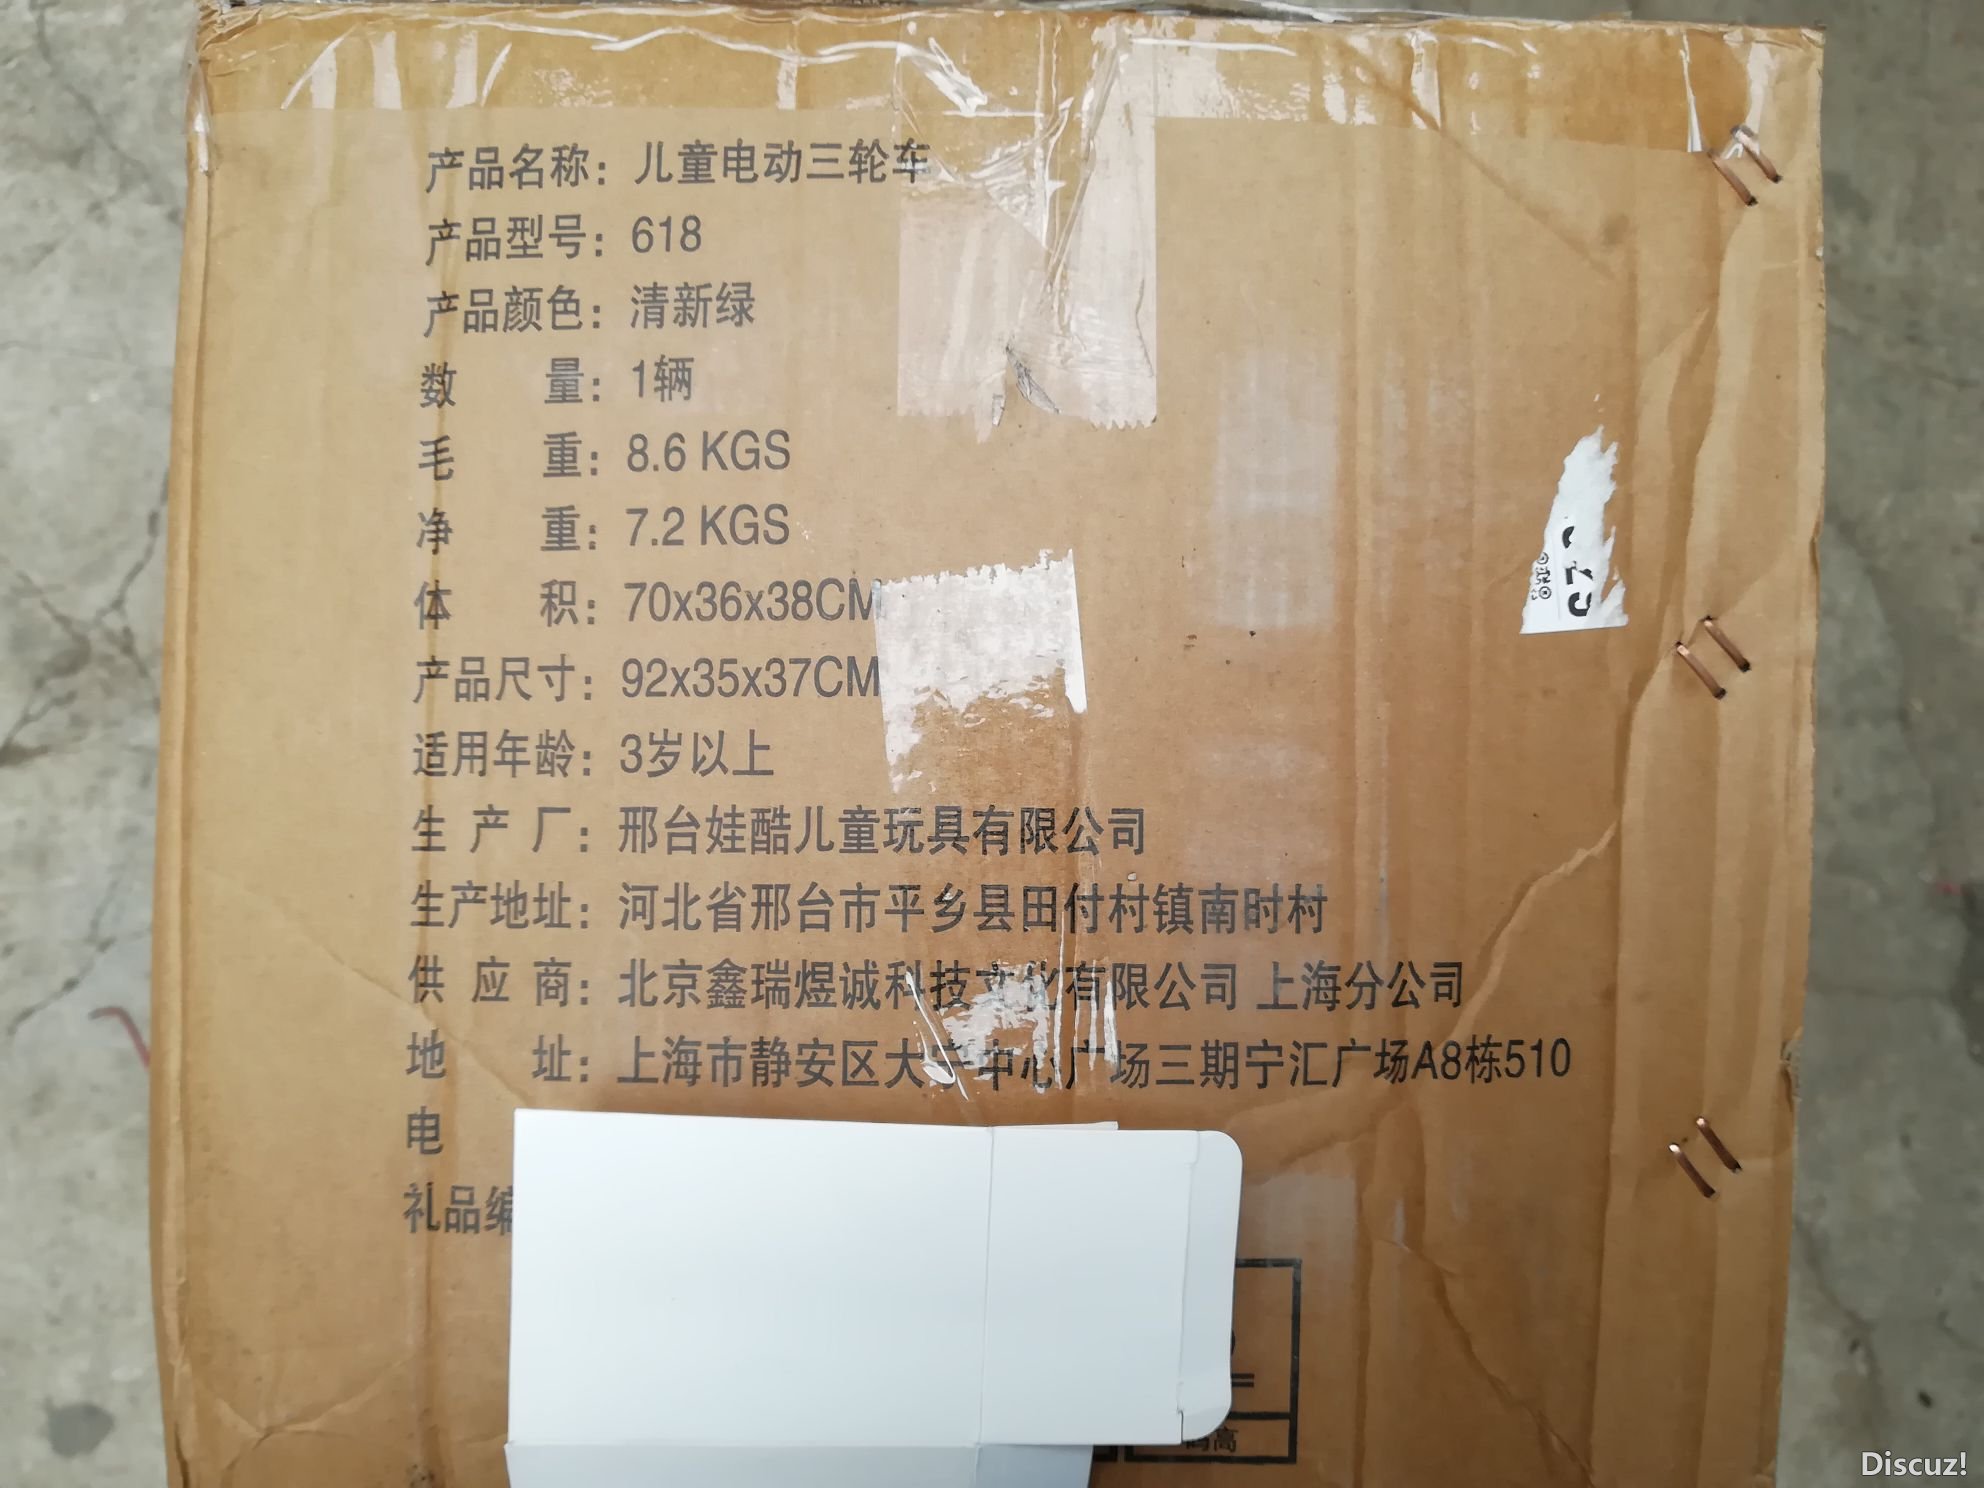 产品名称：儿童电动三轮车
产品型号：618
产品颜色：清新绿
数量：1辆
毛重：8.6 KGS
净重：7.2 KGS
体积：70x36x38CM
产品尺寸：92x35x37CM
适用年龄：3岁以上
生产厂：邢台娃酷儿童玩具有限公司
生产地址：河北省邢台市平乡县田付村镇南时村
供应商：北京鑫瑞煜诚科技文化有限公司 上海分公司
地址：上海市静安区大宁中心广场三期宁汇广场A8栋510
电
礼品编
Discuz!